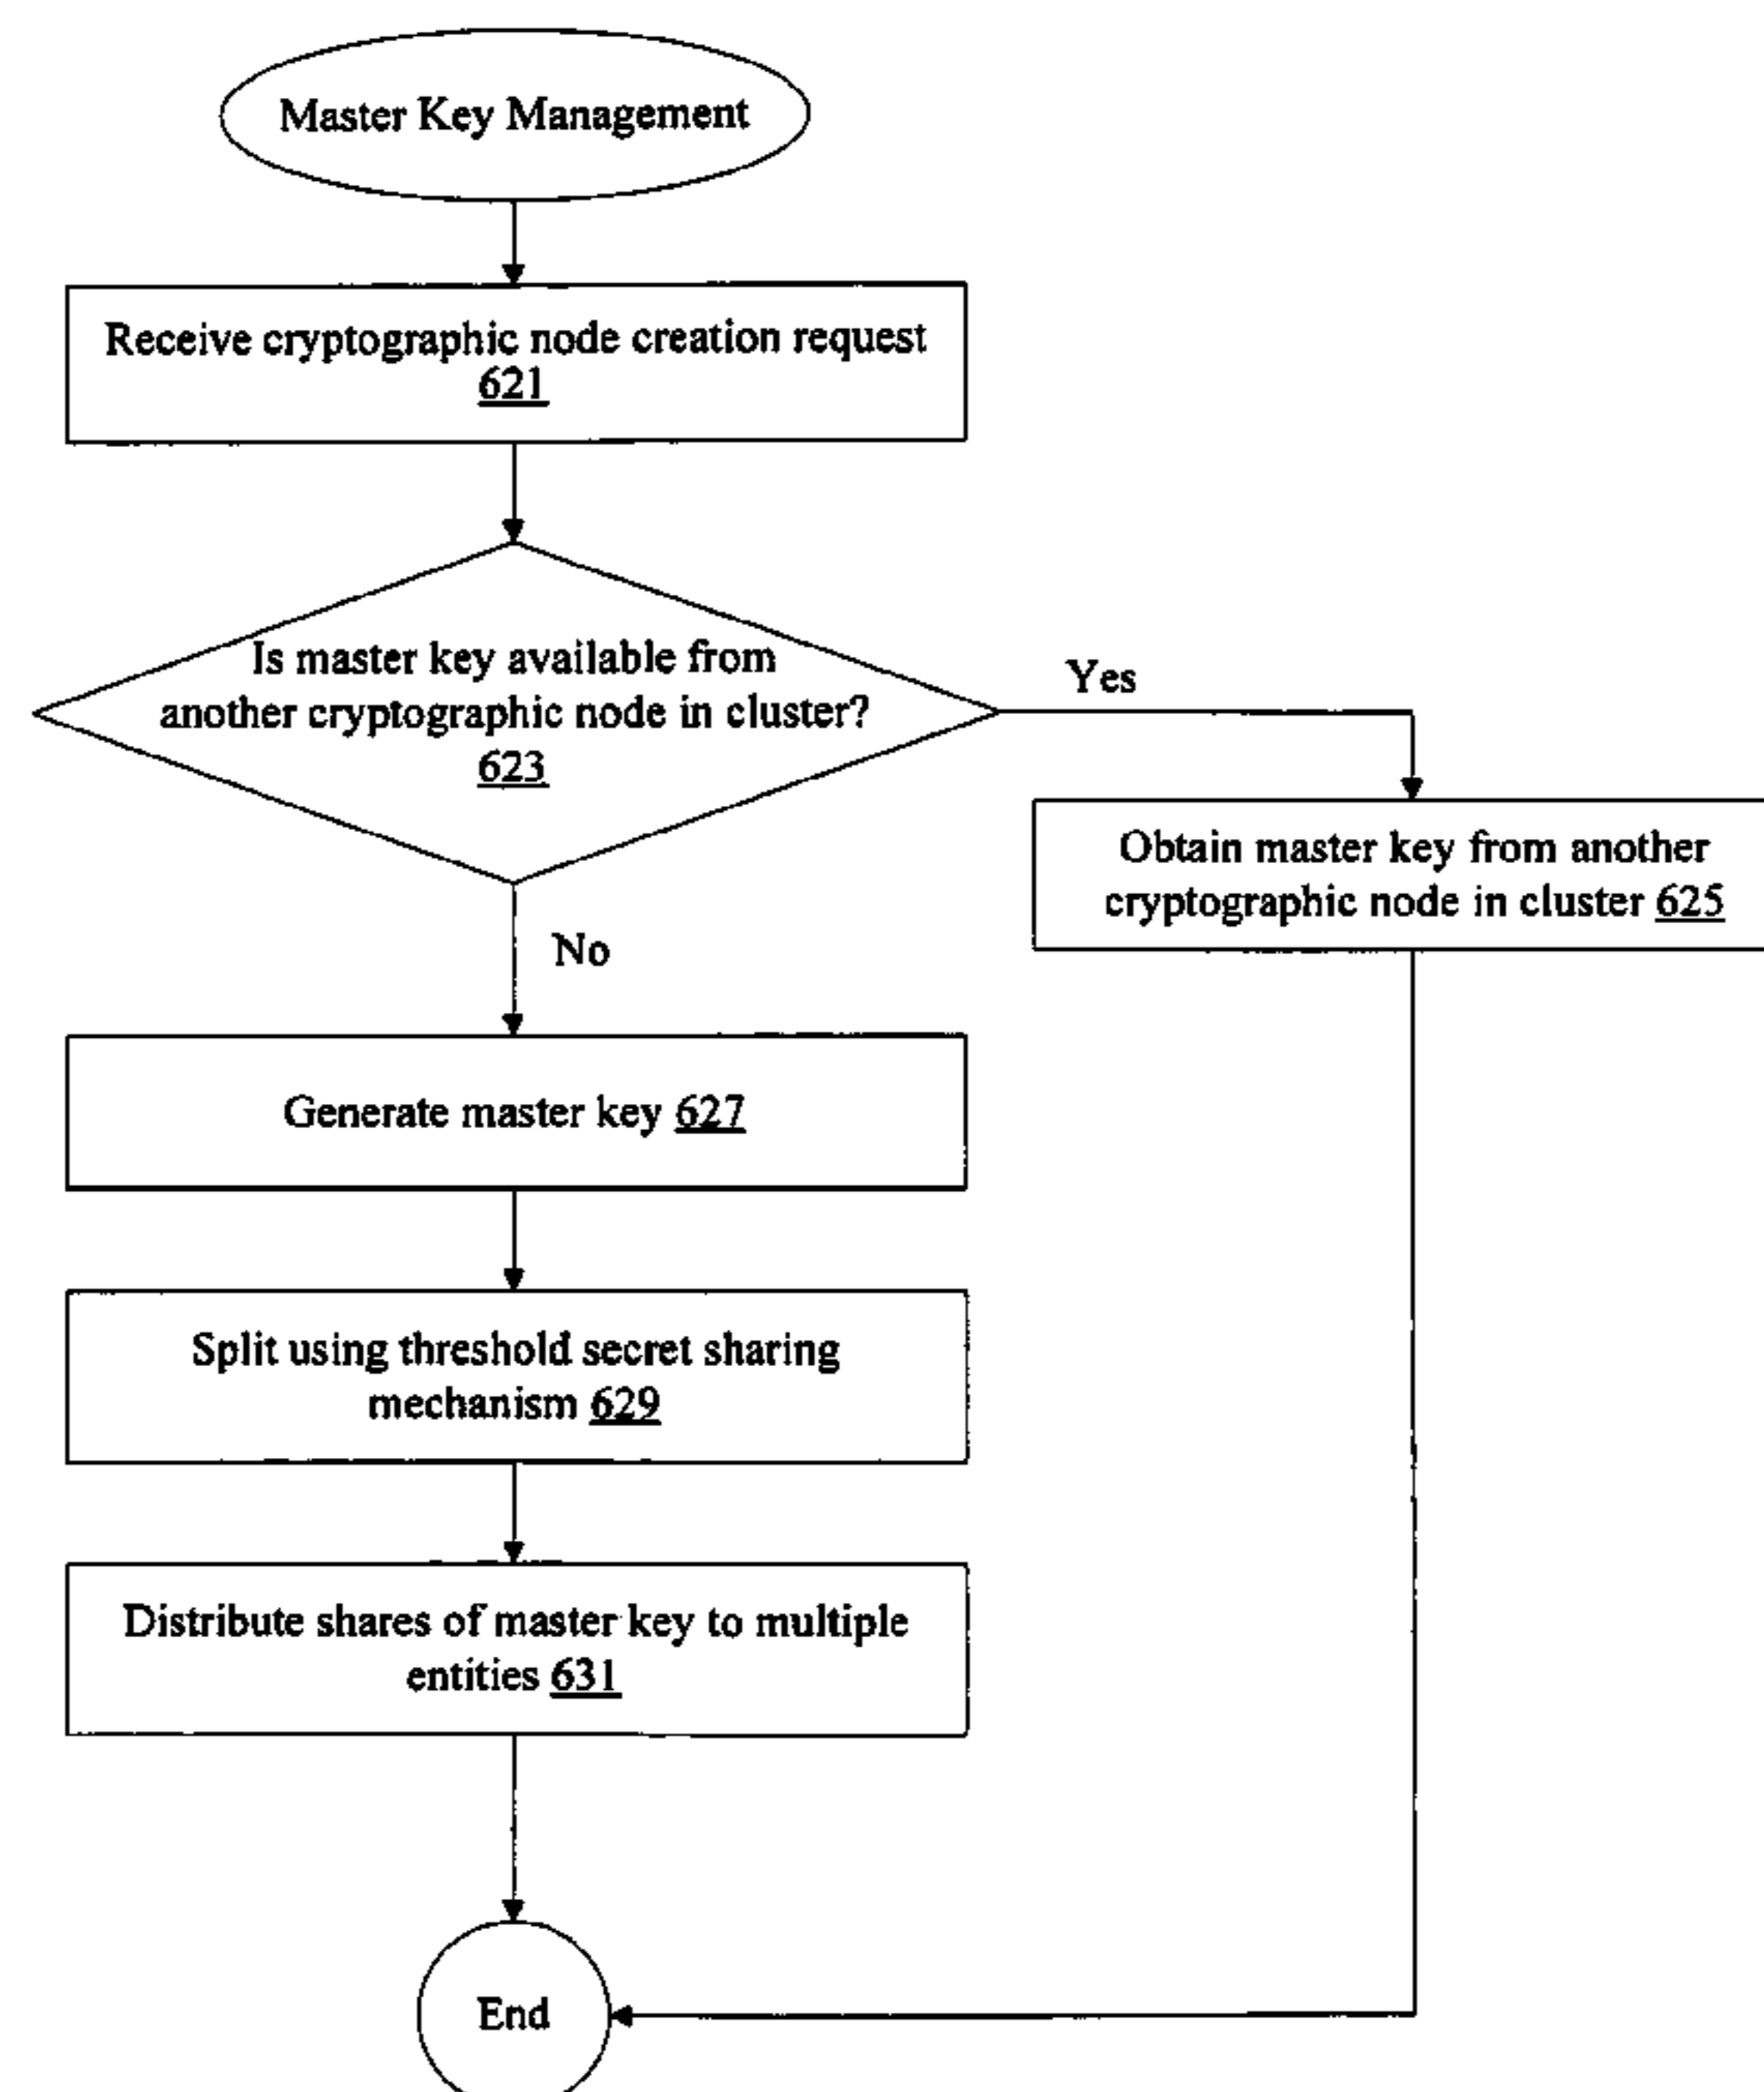 Master Key Management
Receive cryptographic node creation request
621
Is master key available from
another cryptographic node in cluster?
623
Yes
Obtain master key from another
cryptographic node in cluster 625
No
Generate master key 627
Split using threshold secret sharing
mechanism 629
Distribute shares of master key to multiple
entities 631
End